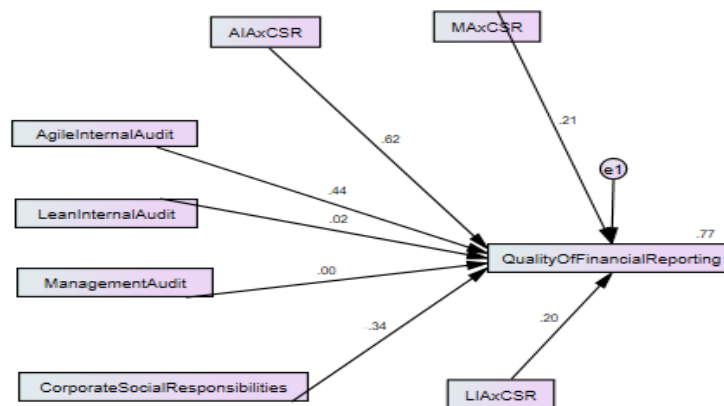 AIAxCSR
MAxCSR
.62
.21
AgileInternalAudit
e1
.44
LeanInternalAudit
.02
.77
QualityOfFinancialReporting
ManagementAudit
.00
-.34
.20
CorporateSocialResponsibilities
LIAxCSR